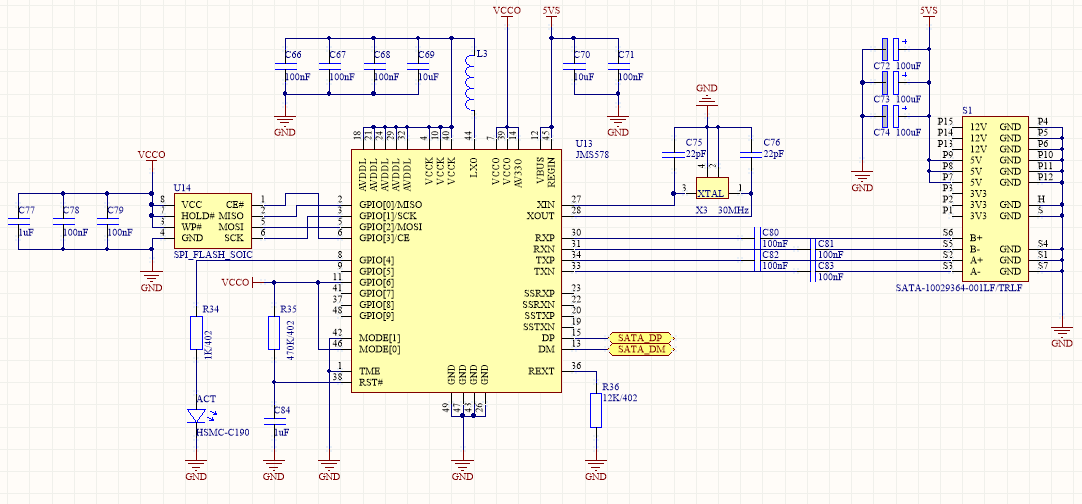 VCCO
5VS
5VS
C66
100nF
C67
100nF
C68
100nF
C69
10uF
L3
C70
10uF
C71
100nF
GND
GND
C72 100uF
C73 100uF
C74 100uF
GND
18
21
24
29
32
4
10
40
44
7
39
14
12
45
AVDDL
AVDDL
AVDDL
AVDDL
AVDDL
VCCK
VCCK
VCCK
LXO
VCCO
VCCO
AV33O
VBUS
REGIN
U13
JMS578
GND
C75
22pF
C76
22pF
4
2
3
XTAL
1
X3 30MHz
VCCO
C77
1uF
C78
100nF
C79
100nF
GND
U14
8 VCC CE# 1
7 HOLD# MISO 2
3 WP# MOSI 5
4 GND SCK 6
SPI_FLASH_SOIC
2 GPIO[0]/MISO
3 GPIO[1]/SCK
5 GPIO[2]/MOSI
6 GPIO[3]/CE
8 GPIO[4]
9 GPIO[5]
11 GPIO[6]
41 GPIO[7]
37 GPIO[8]
48 GPIO[9]
42 MODE[1]
46 MODE[0]
1 TME
38 RST#
XIN 27
XOUT 28
RXP 30
RXN 31
TXP 34
TXN 33
SSRXP 23
SSRXN 22
SSTXP 20
SSTXN 19
DP 15
DM 13
REXT 36
SATA_DP
SATA_DM
GND
GND
GND
GND
49
47
43
26
C80
100nF
C81
100nF
C82
100nF
C83
100nF
S1
P15 12V GND P4
P14 12V GND P5
P13 12V GND P6
P9 5V GND P10
P8 5V GND P11
P7 5V GND P12
P3 3V3
P2 3V3 GND H
P1 3V3 GND S
S6 B+
S5 B- GND S4
S2 A+ GND S1
S3 A- GND S7
SATA-10029364-001LF/TRLF
GND
VCCO
R34
1K/402
R35
470K/402
ACT
HSMC-C190
C84
1uF
R36
12K/402
GND
GND
GND
GND
GND